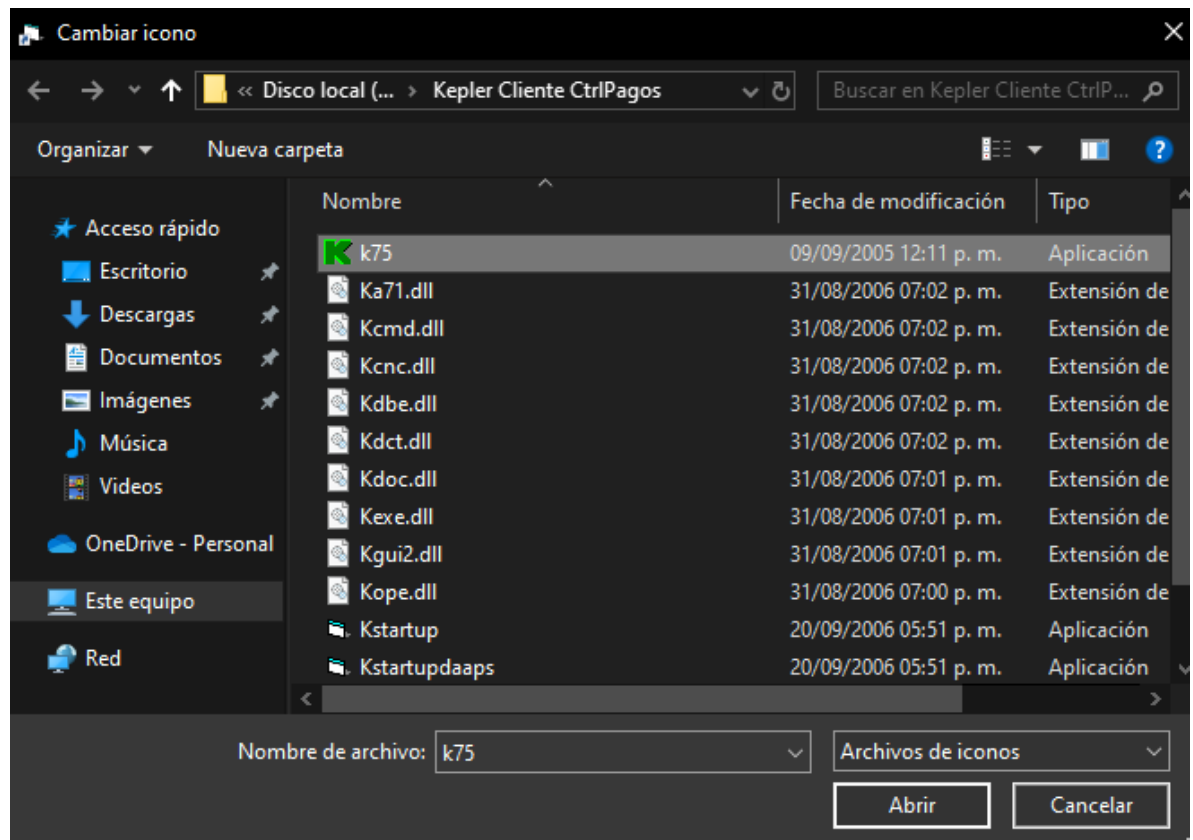 Cambiar icono
« Disco local (... > Kepler Cliente CtrlPagos
Buscar en Kepler Cliente CtrlP...
Organizar
Nueva carpeta
?
Nombre
Fecha de modificación
Tipo
Acceso rápido
Escritorio
Descargas
Documentos
Imágenes
Música
Videos
OneDrive - Personal
Este equipo
Red
k75 09/09/2005 12:11 p. m. Aplicación
Ka71.dll 31/08/2006 07:02 p. m. Extensión de
Kcmd.dll 31/08/2006 07:02 p. m. Extensión de
Kcnc.dll 31/08/2006 07:02 p. m. Extensión de
Kdbe.dll 31/08/2006 07:02 p. m. Extensión de
Kdct.dll 31/08/2006 07:02 p. m. Extensión de
Kdoc.dll 31/08/2006 07:01 p. m. Extensión de
Kexe.dll 31/08/2006 07:01 p. m. Extensión de
Kgui2.dll 31/08/2006 07:01 p. m. Extensión de
Kope.dll 31/08/2006 07:00 p. m. Extensión de
Kstartup 20/09/2006 05:51 p. m. Aplicación
Kstartupdaaps 20/09/2006 05:51 p. m. Aplicación
Nombre de archivo: k75
Archivos de iconos
Abrir
Cancelar